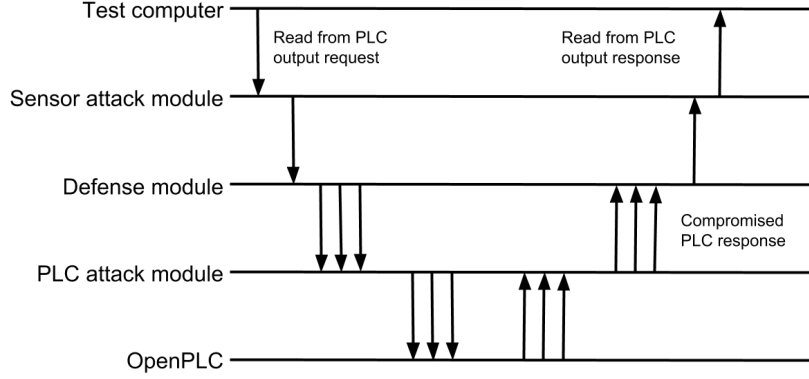 Test computer
Read from PLC
output request
Read from PLC
output response
Sensor attack module
Defense module
Compromised
PLC response
PLC attack module
OpenPLC